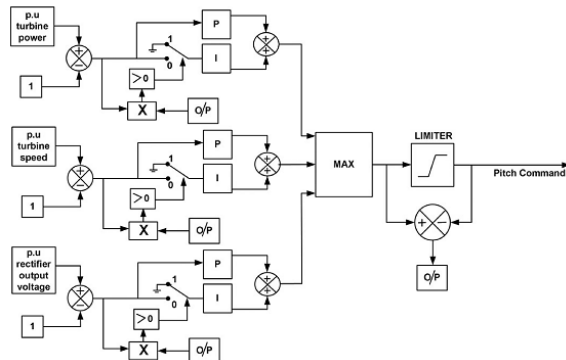 p.u
turbine
power
1
+
−
1
0
>0
X
O/P
P
I
+
+
p.u
turbine
speed
1
+
−
1
0
>0
X
O/P
P
I
+
+
p.u
rectifier
output
voltage
1
+
−
1
0
>0
X
O/P
P
I
+
+
MAX
LIMITER
Pitch Command
+ −
O/P